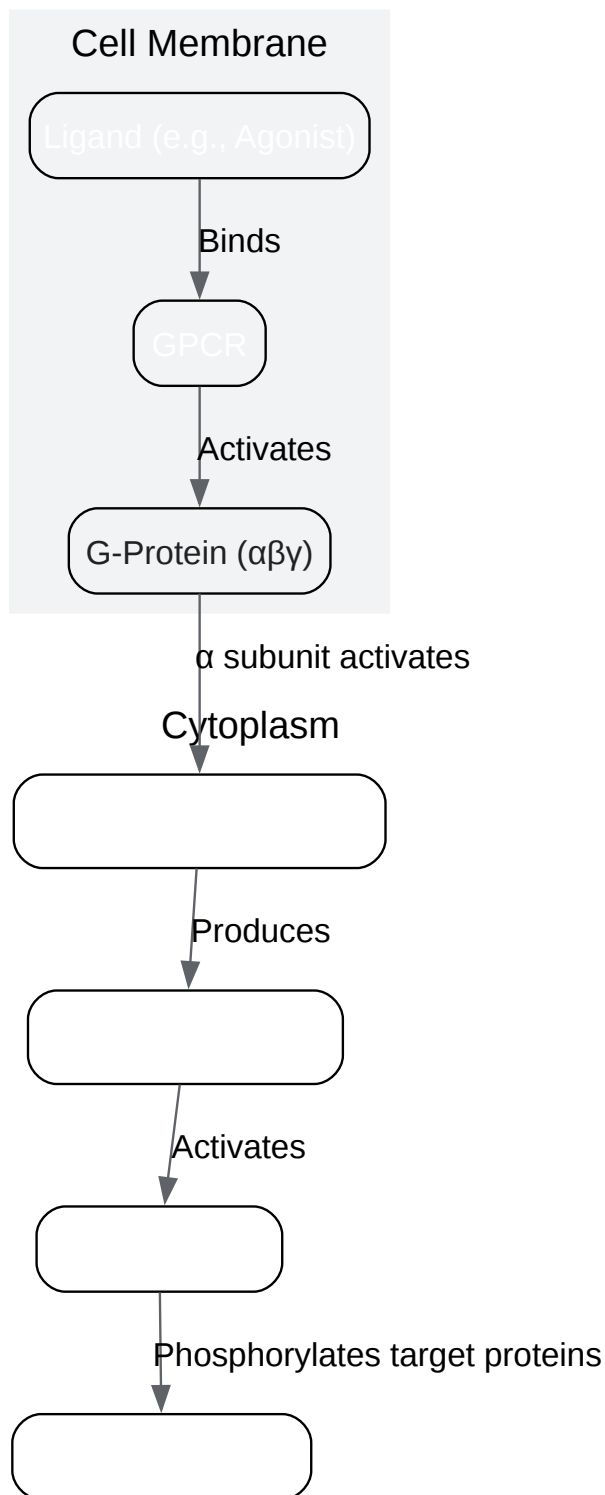 Cell Membrane
Ligand (e.g., Agonist)
Binds
GPCR
Activates
G-Protein (αβγ)
α subunit activates
Cytoplasm
Produces
Activates
Phosphorylates target proteins